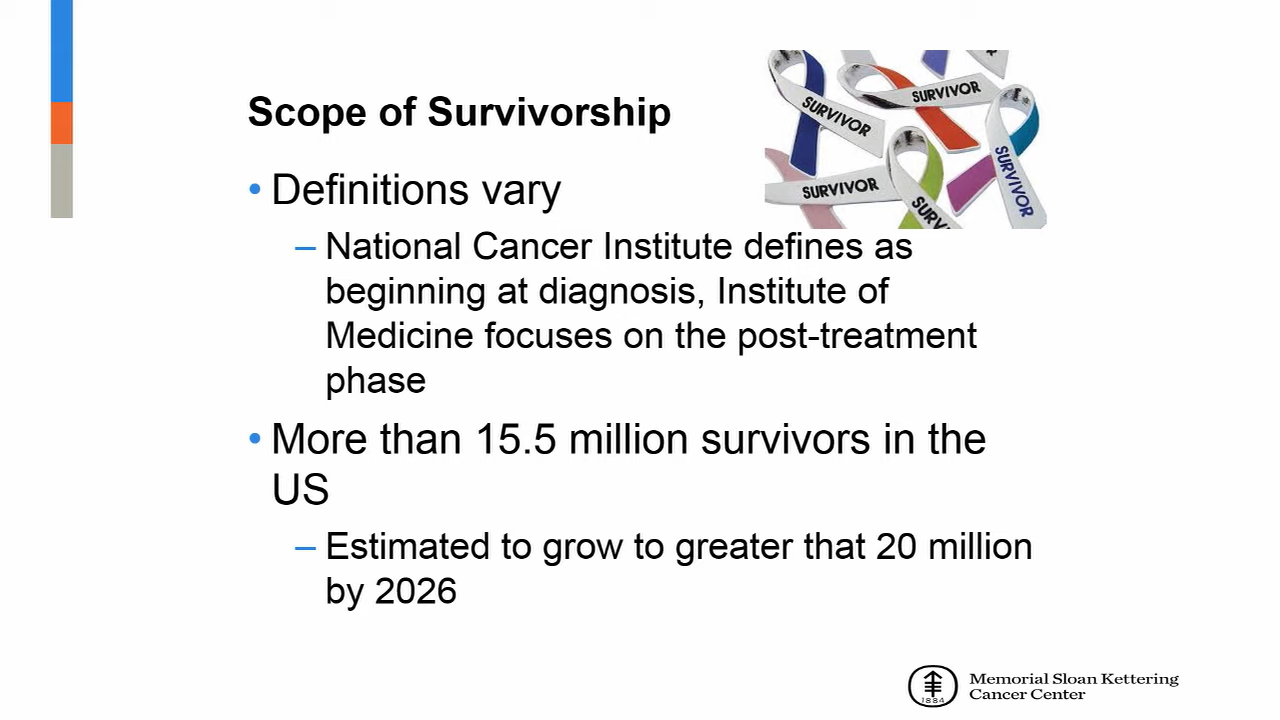 Scope of Survivorship
SURVIVOR
SURVIVOR
SURVIVOR
SURVIVOR
SURV
• Definitions vary
– National Cancer Institute defines as
beginning at diagnosis, Institute of
Medicine focuses on the post-treatment
phase
• More than 15.5 million survivors in the
US
– Estimated to grow to greater that 20 million
by 2026
1884
Memorial Sloan Kettering
Cancer Center